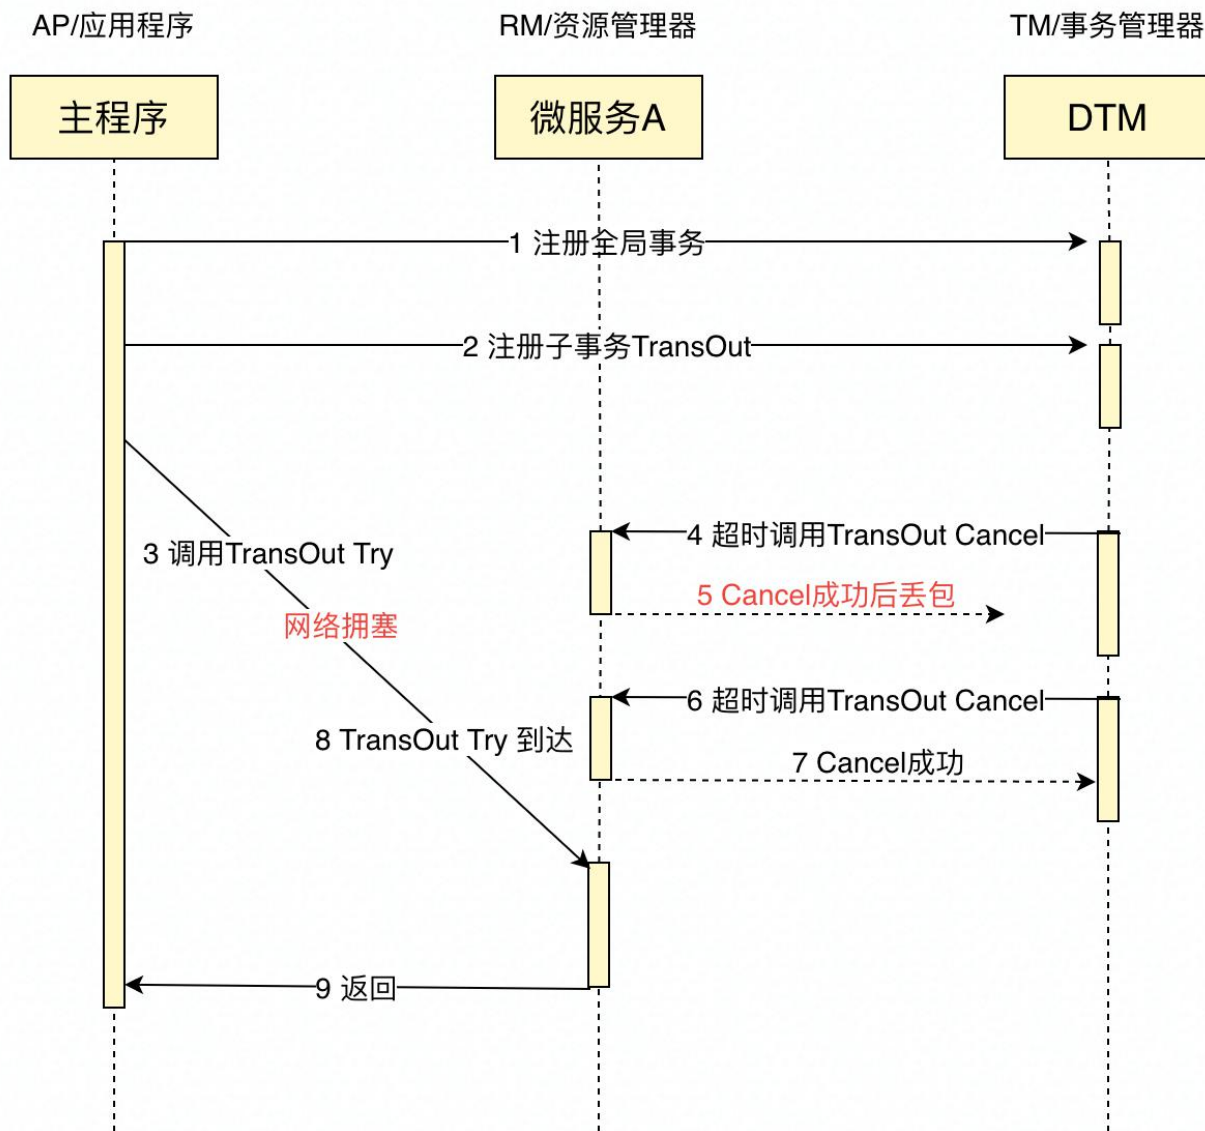 AP/应用程序
RM/资源管理器
TM/事务管理器
主程序
微服务A
DTM
1 注册全局事务
2 注册子事务TransOut
3 调用TransOut Try
网络拥塞
4 超时调用TransOut Cancel
5 Cancel成功后丢包
6 超时调用TransOut Cancel
7 Cancel成功
8 TransOut Try 到达
9 返回